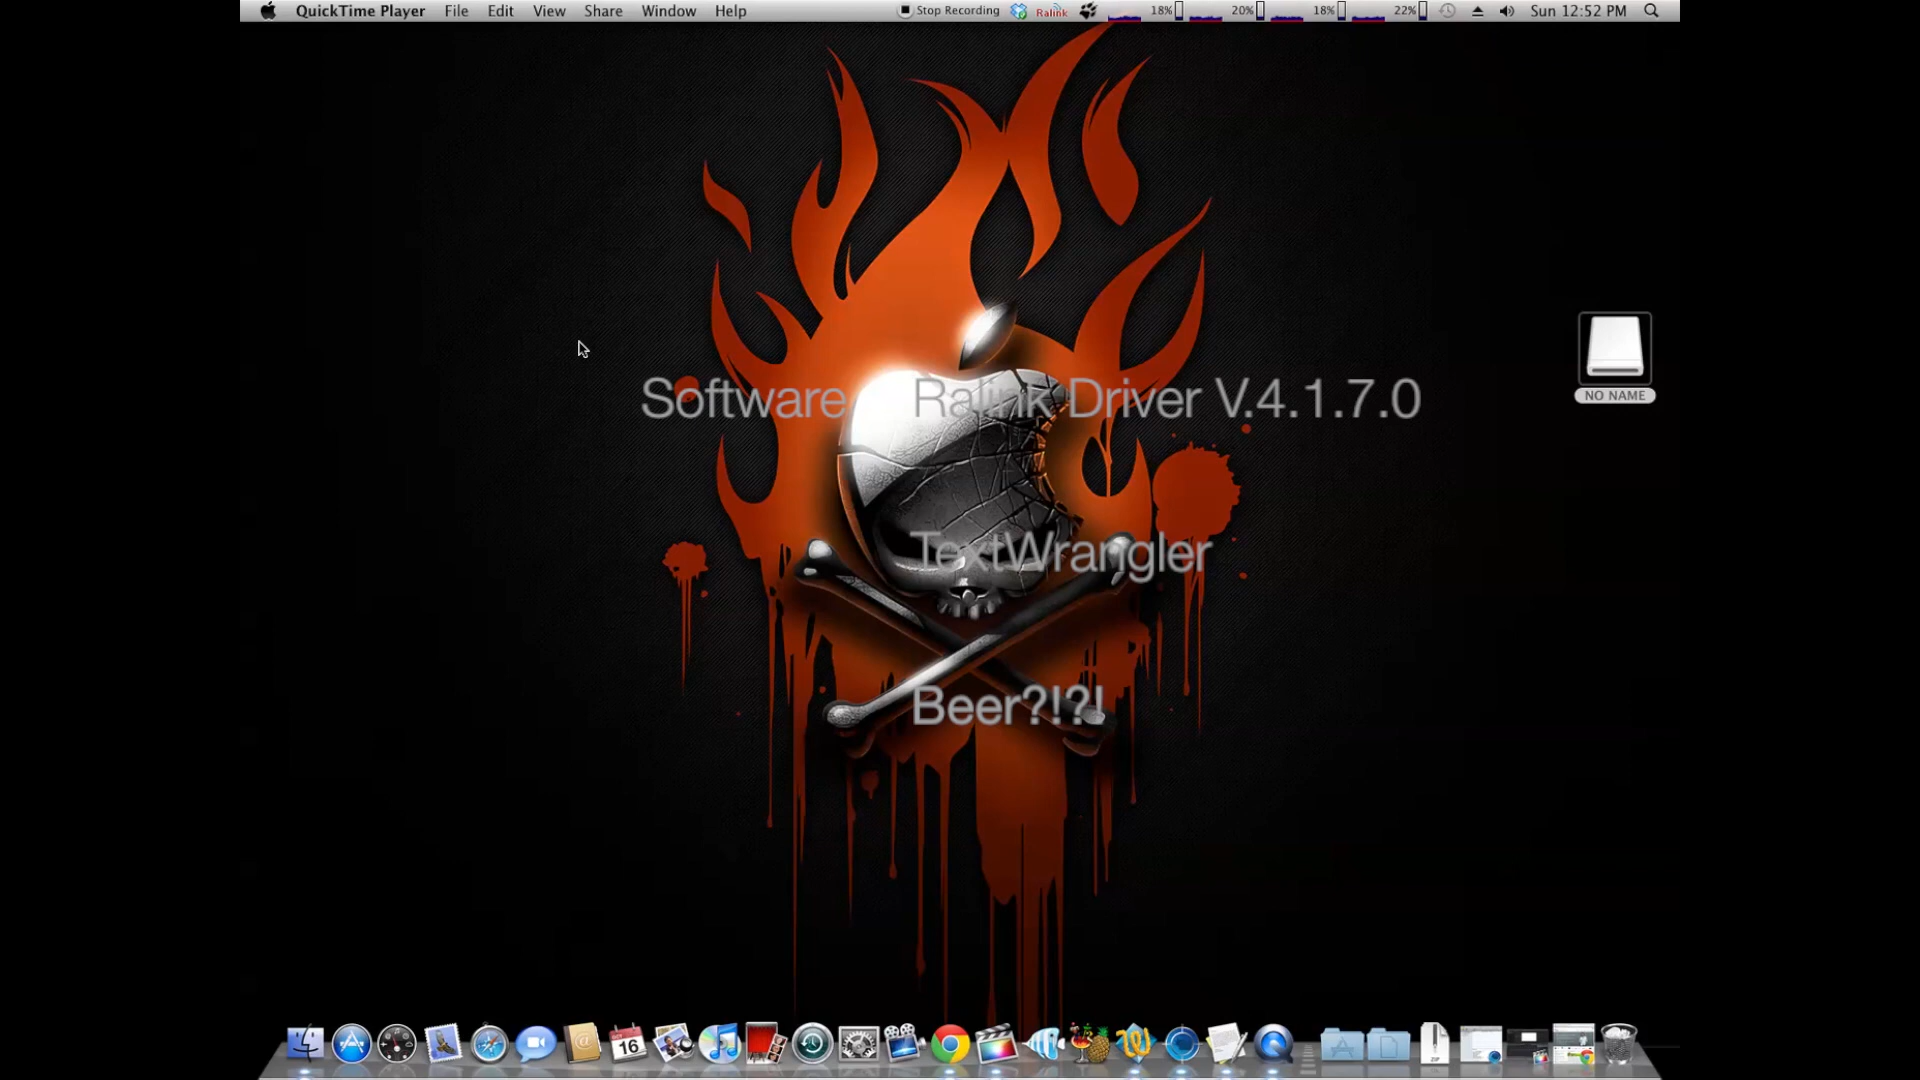 QuickTime Player File Edit View Share Window Help Stop Recording Ralink 18% 20% 18% 22% Sun 12:52 PM
NO NAME
Software Ralink Driver V.4.1.7.0
TextWrangler
Beer?!?!
16
ZIP